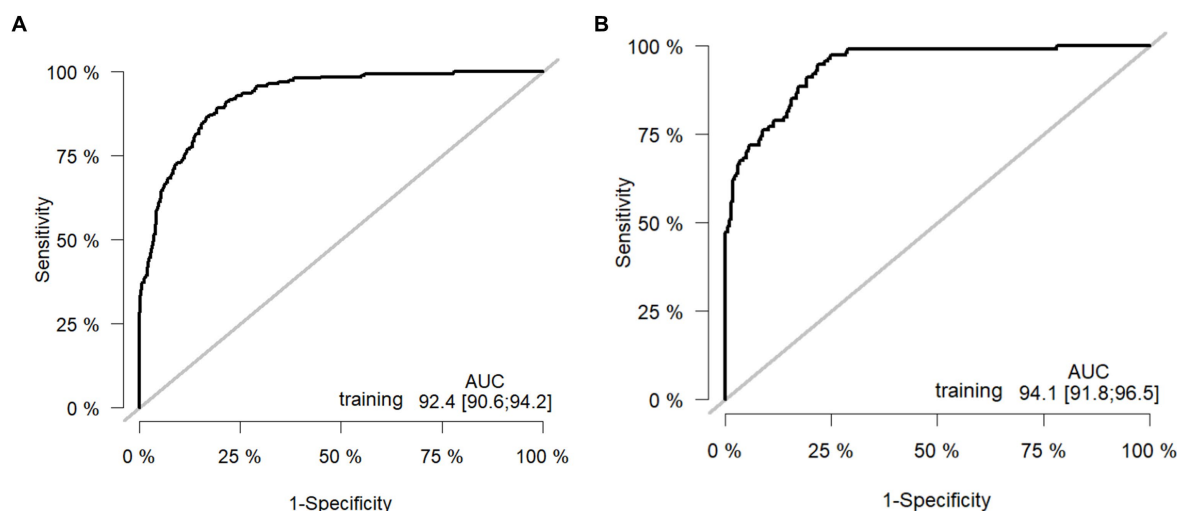 A
100 %
75 %
50 %
25 %
0 %
Sensitivity
AUC
training 92.4 [90.6;94.2]
0 % 25 % 50 % 75 % 100 %
1-Specificity
B
100 %
75 %
50 %
25 %
0 %
Sensitivity
AUC
training 94.1 [91.8;96.5]
0 % 25 % 50 % 75 % 100 %
1-Specificity